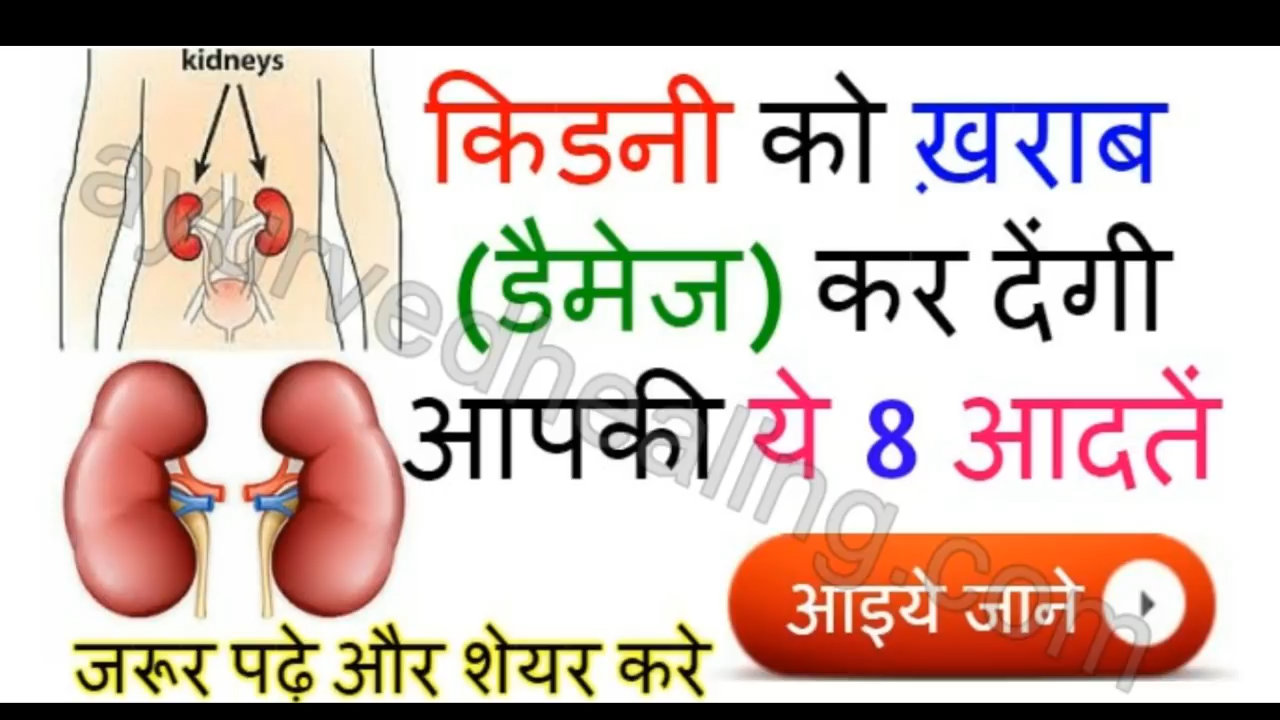 kidneys
किडनी को ख़राब
(डैमेज) कर देंगी
आपकी ये 8 आदतें
आइये जाने
जरूर पढ़े और शेयर करे
ayurvedhealing.com